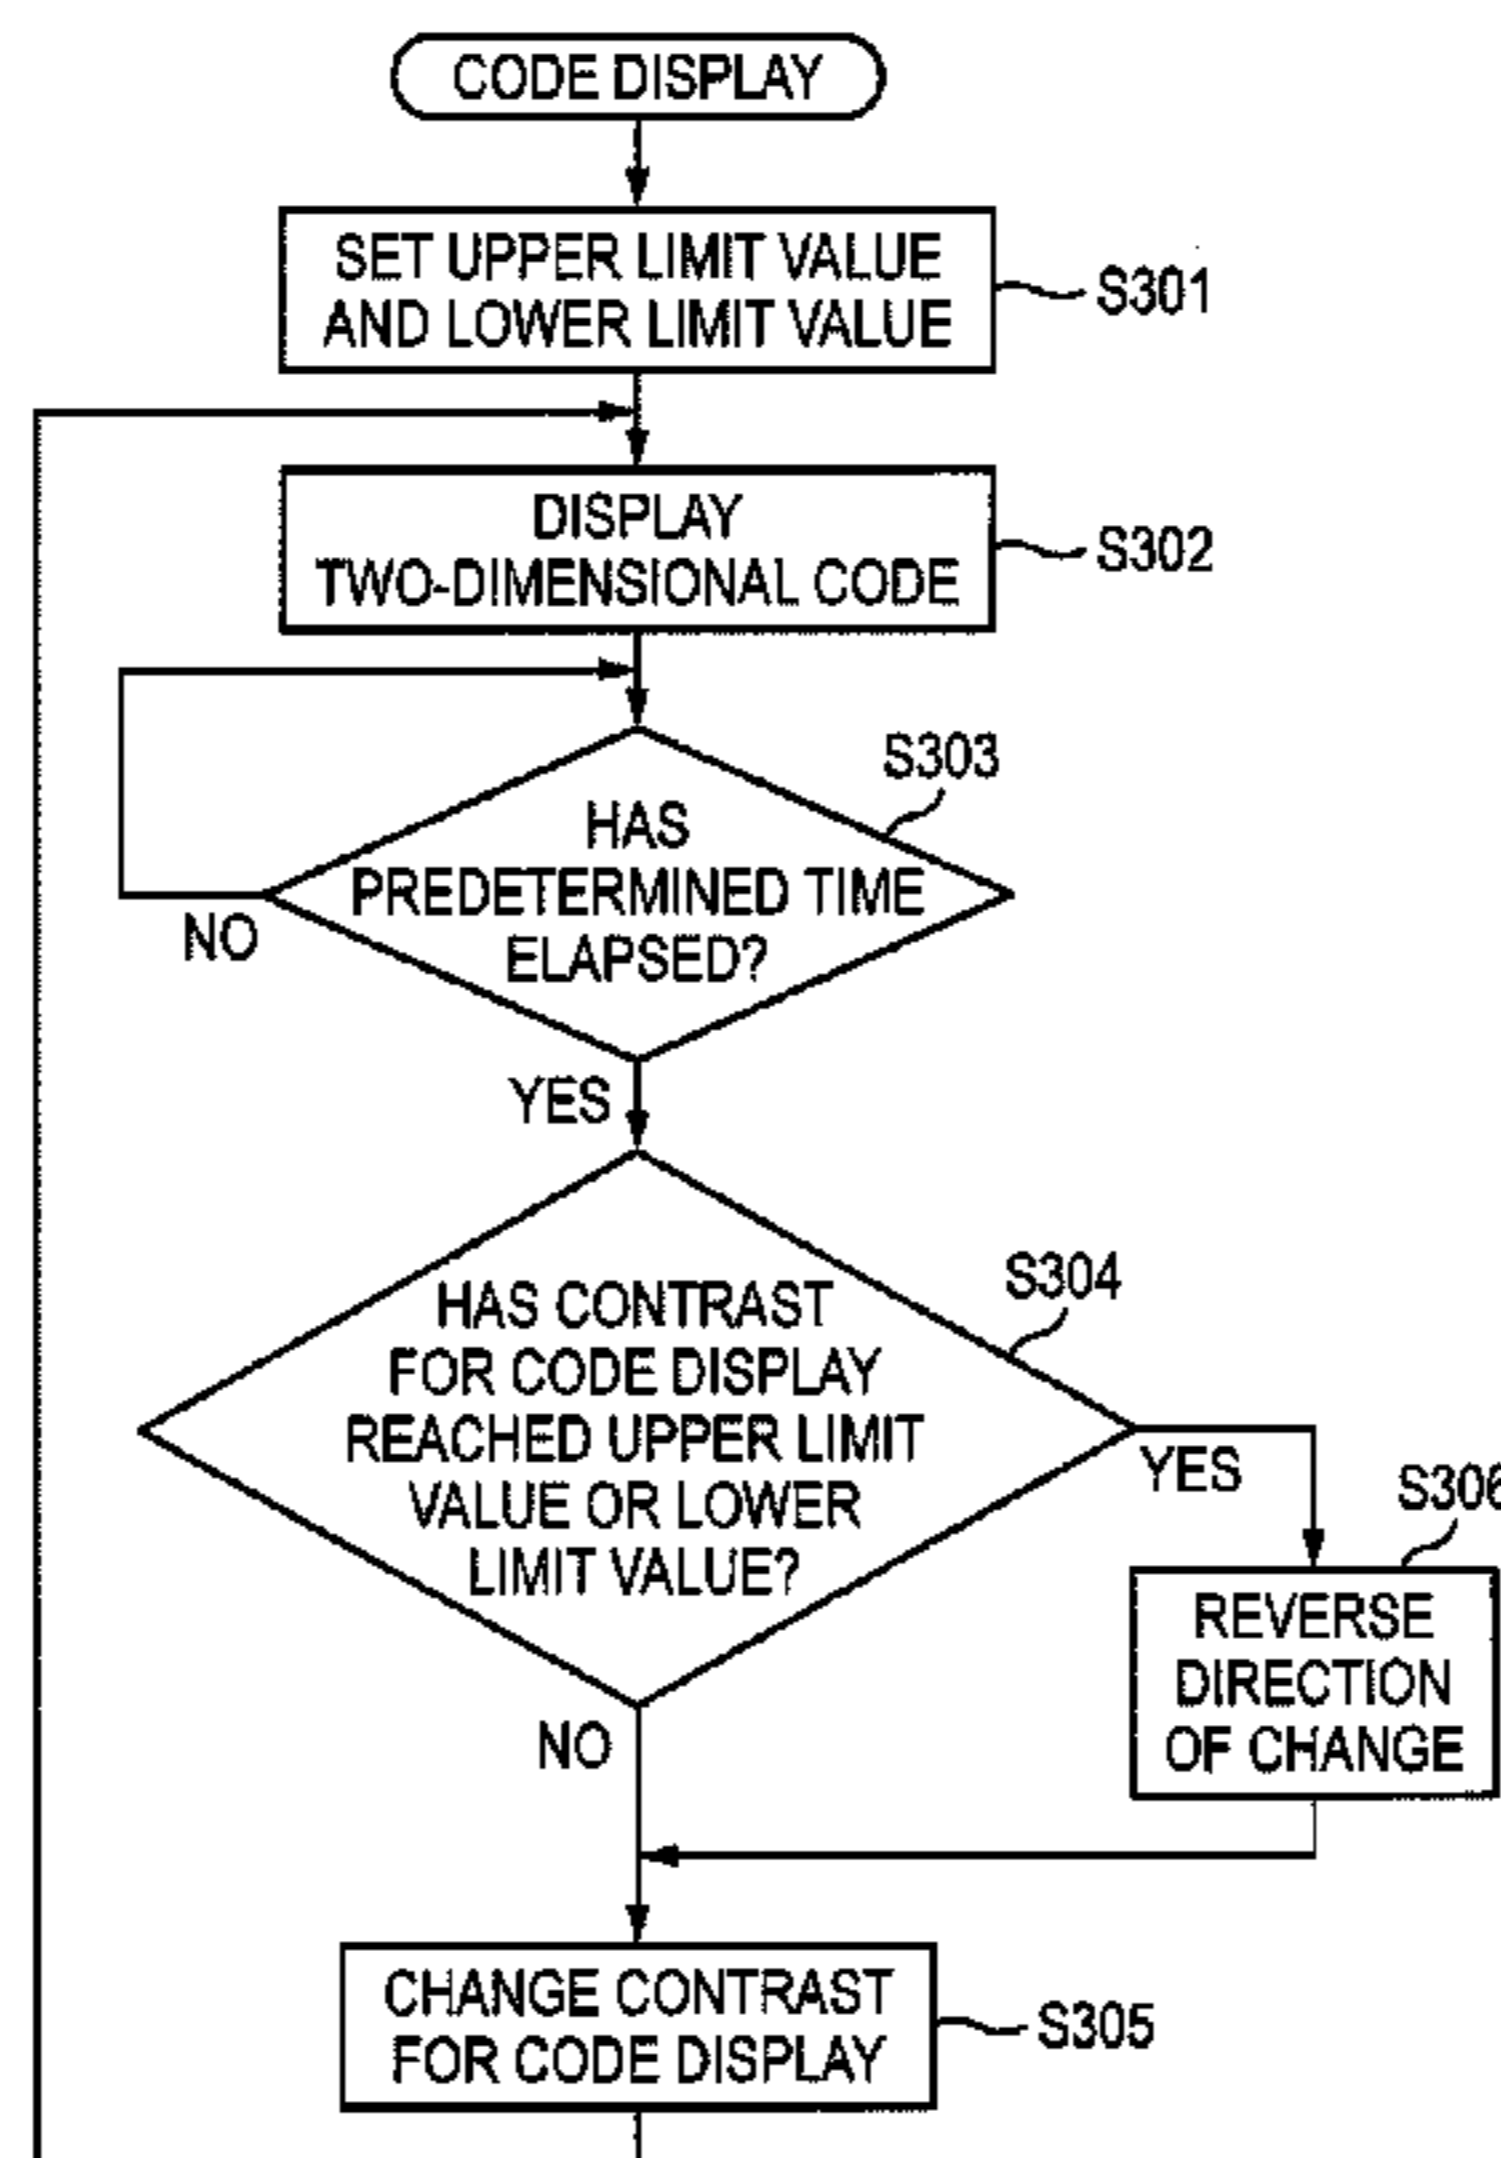 CODE DISPLAY
SET UPPER LIMIT VALUE
AND LOWER LIMIT VALUE
S301
DISPLAY
TWO-DIMENSIONAL CODE
S302
S303
HAS
PREDETERMINED TIME
ELAPSED?
NO
YES
S304
HAS CONTRAST
FOR CODE DISPLAY
REACHED UPPER LIMIT
VALUE OR LOWER
LIMIT VALUE?
YES
S306
REVERSE
DIRECTION
OF CHANGE
NO
CHANGE CONTRAST
FOR CODE DISPLAY
S305